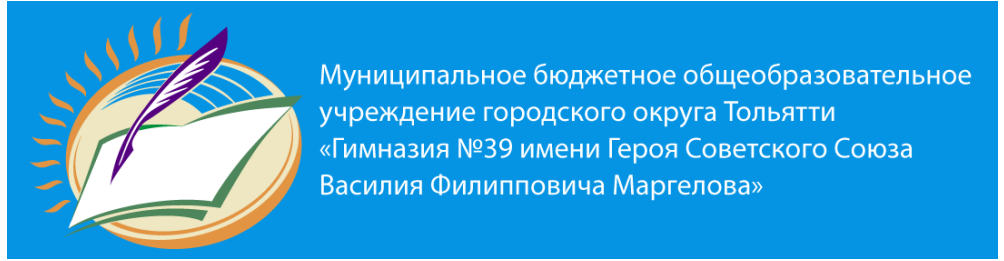 Муниципальное бюджетное общеобразовательное
учреждение городского округа Тольятти
«Гимназия №39 имени Героя Советского Союза
Василия Филипповича Маргелова»